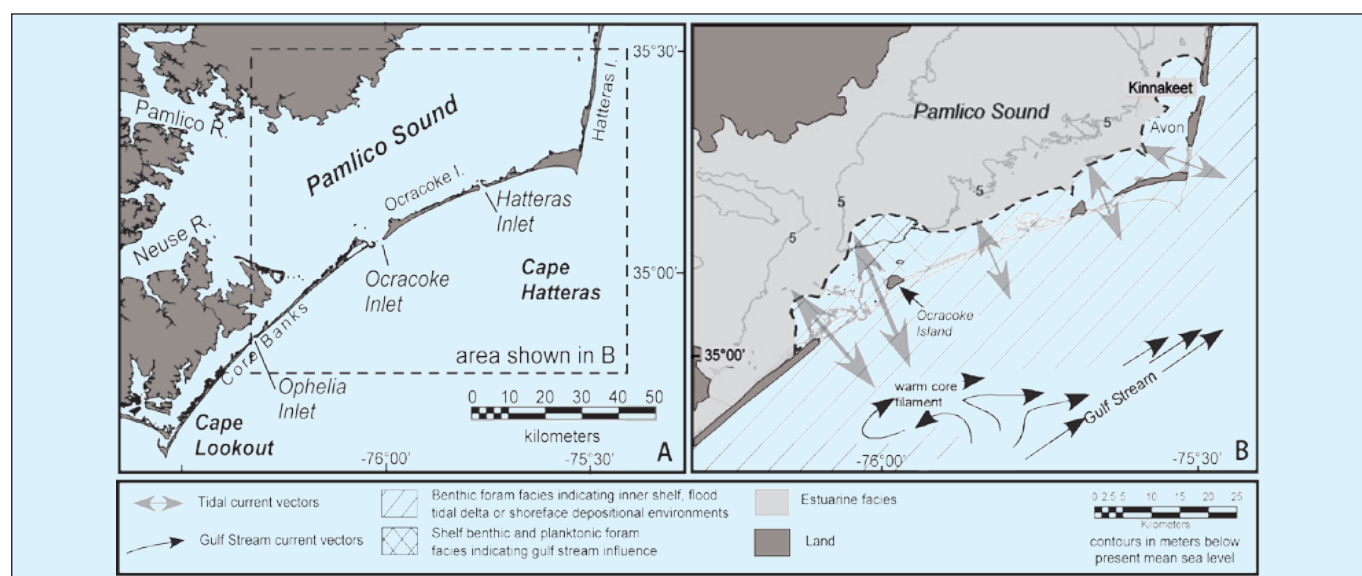 35°30'
Pamlico R.
Pamlico Sound
Hatteras I.
Ocracoke I.
Hatteras
Inlet
Neuse R.
Ocracoke
Inlet
35°00'
Cape
Hatteras
Core Banks
area shown in B
Ophelia
Inlet
0 10 20 30 40 50
kilometers
Cape
Lookout
A
-76°00'
-75°30'
Kinnakeet
Pamlico Sound
5
Avon
5
5
5
Ocracoke
Island
35°00'
warm core
filament
Gulf Stream
B
-76°00'
-75°30'
Tidal current vectors
Gulf Stream current vectors
Benthic foram facies indicating inner shelf, flood
tidal delta or shoreface depositional environments
Shelf benthic and planktonic foram
facies indicating gulf stream influence
Estuarine facies
Land
0 2.5 5 10 15 20 25
Kilometers
contours in meters below
present mean sea level